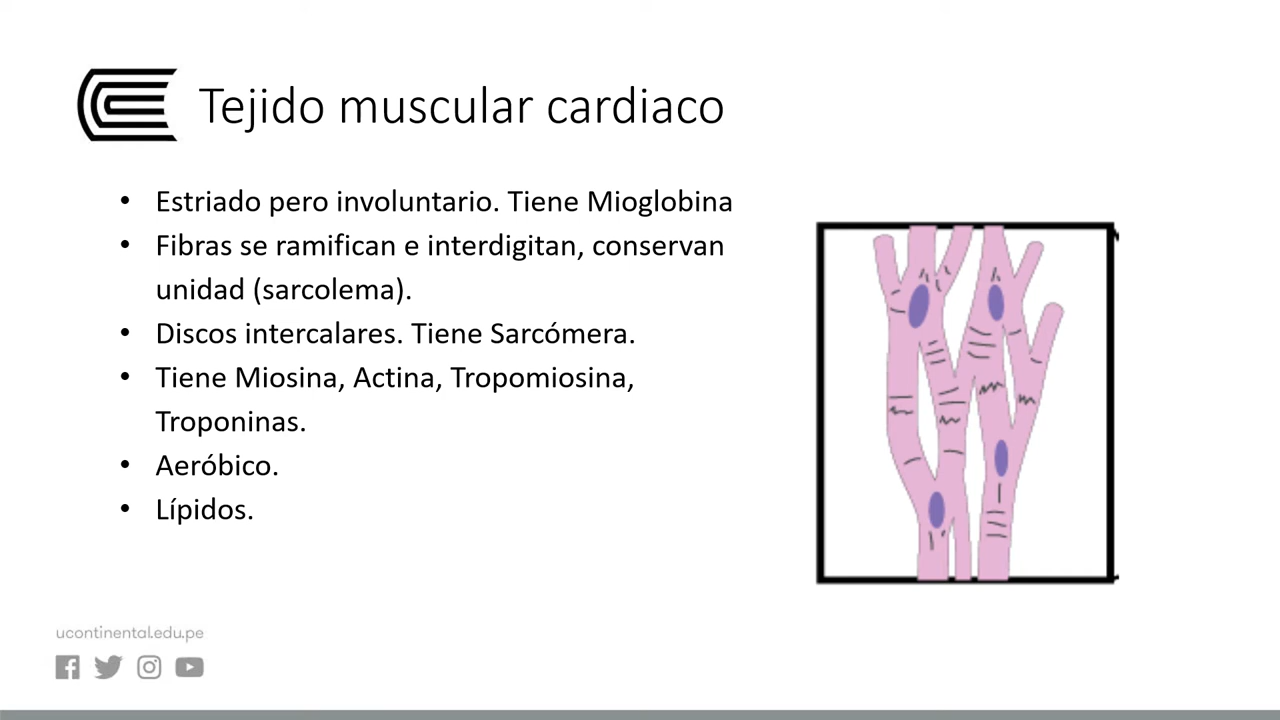 Tejido muscular cardiaco
• Estriado pero involuntario. Tiene Mioglobina
• Fibras se ramifican e interdigitan, conservan
unidad (sarcolema).
• Discos intercalares. Tiene Sarcómera.
• Tiene Miosina, Actina, Tropomiosina,
Troponinas.
• Aeróbico.
• Lípidos.
ucontinental.edu.pe